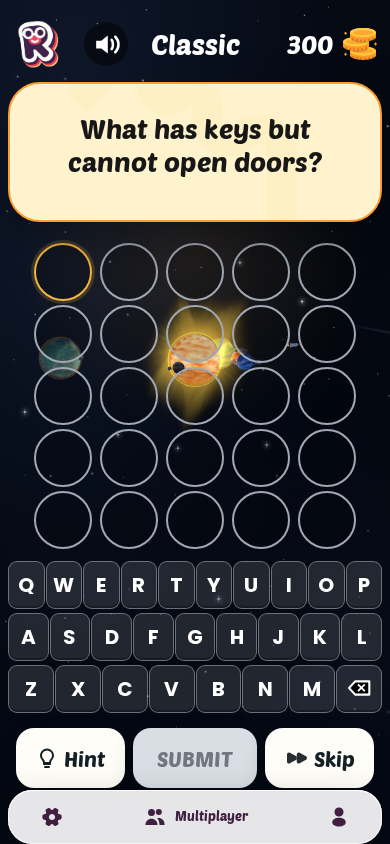 Classic
300
What has keys but
cannot open doors?
Q W E R T Y U I O P
A S D F G H J K L
Z X C V B N M
Hint
SUBMIT
Skip
Multiplayer